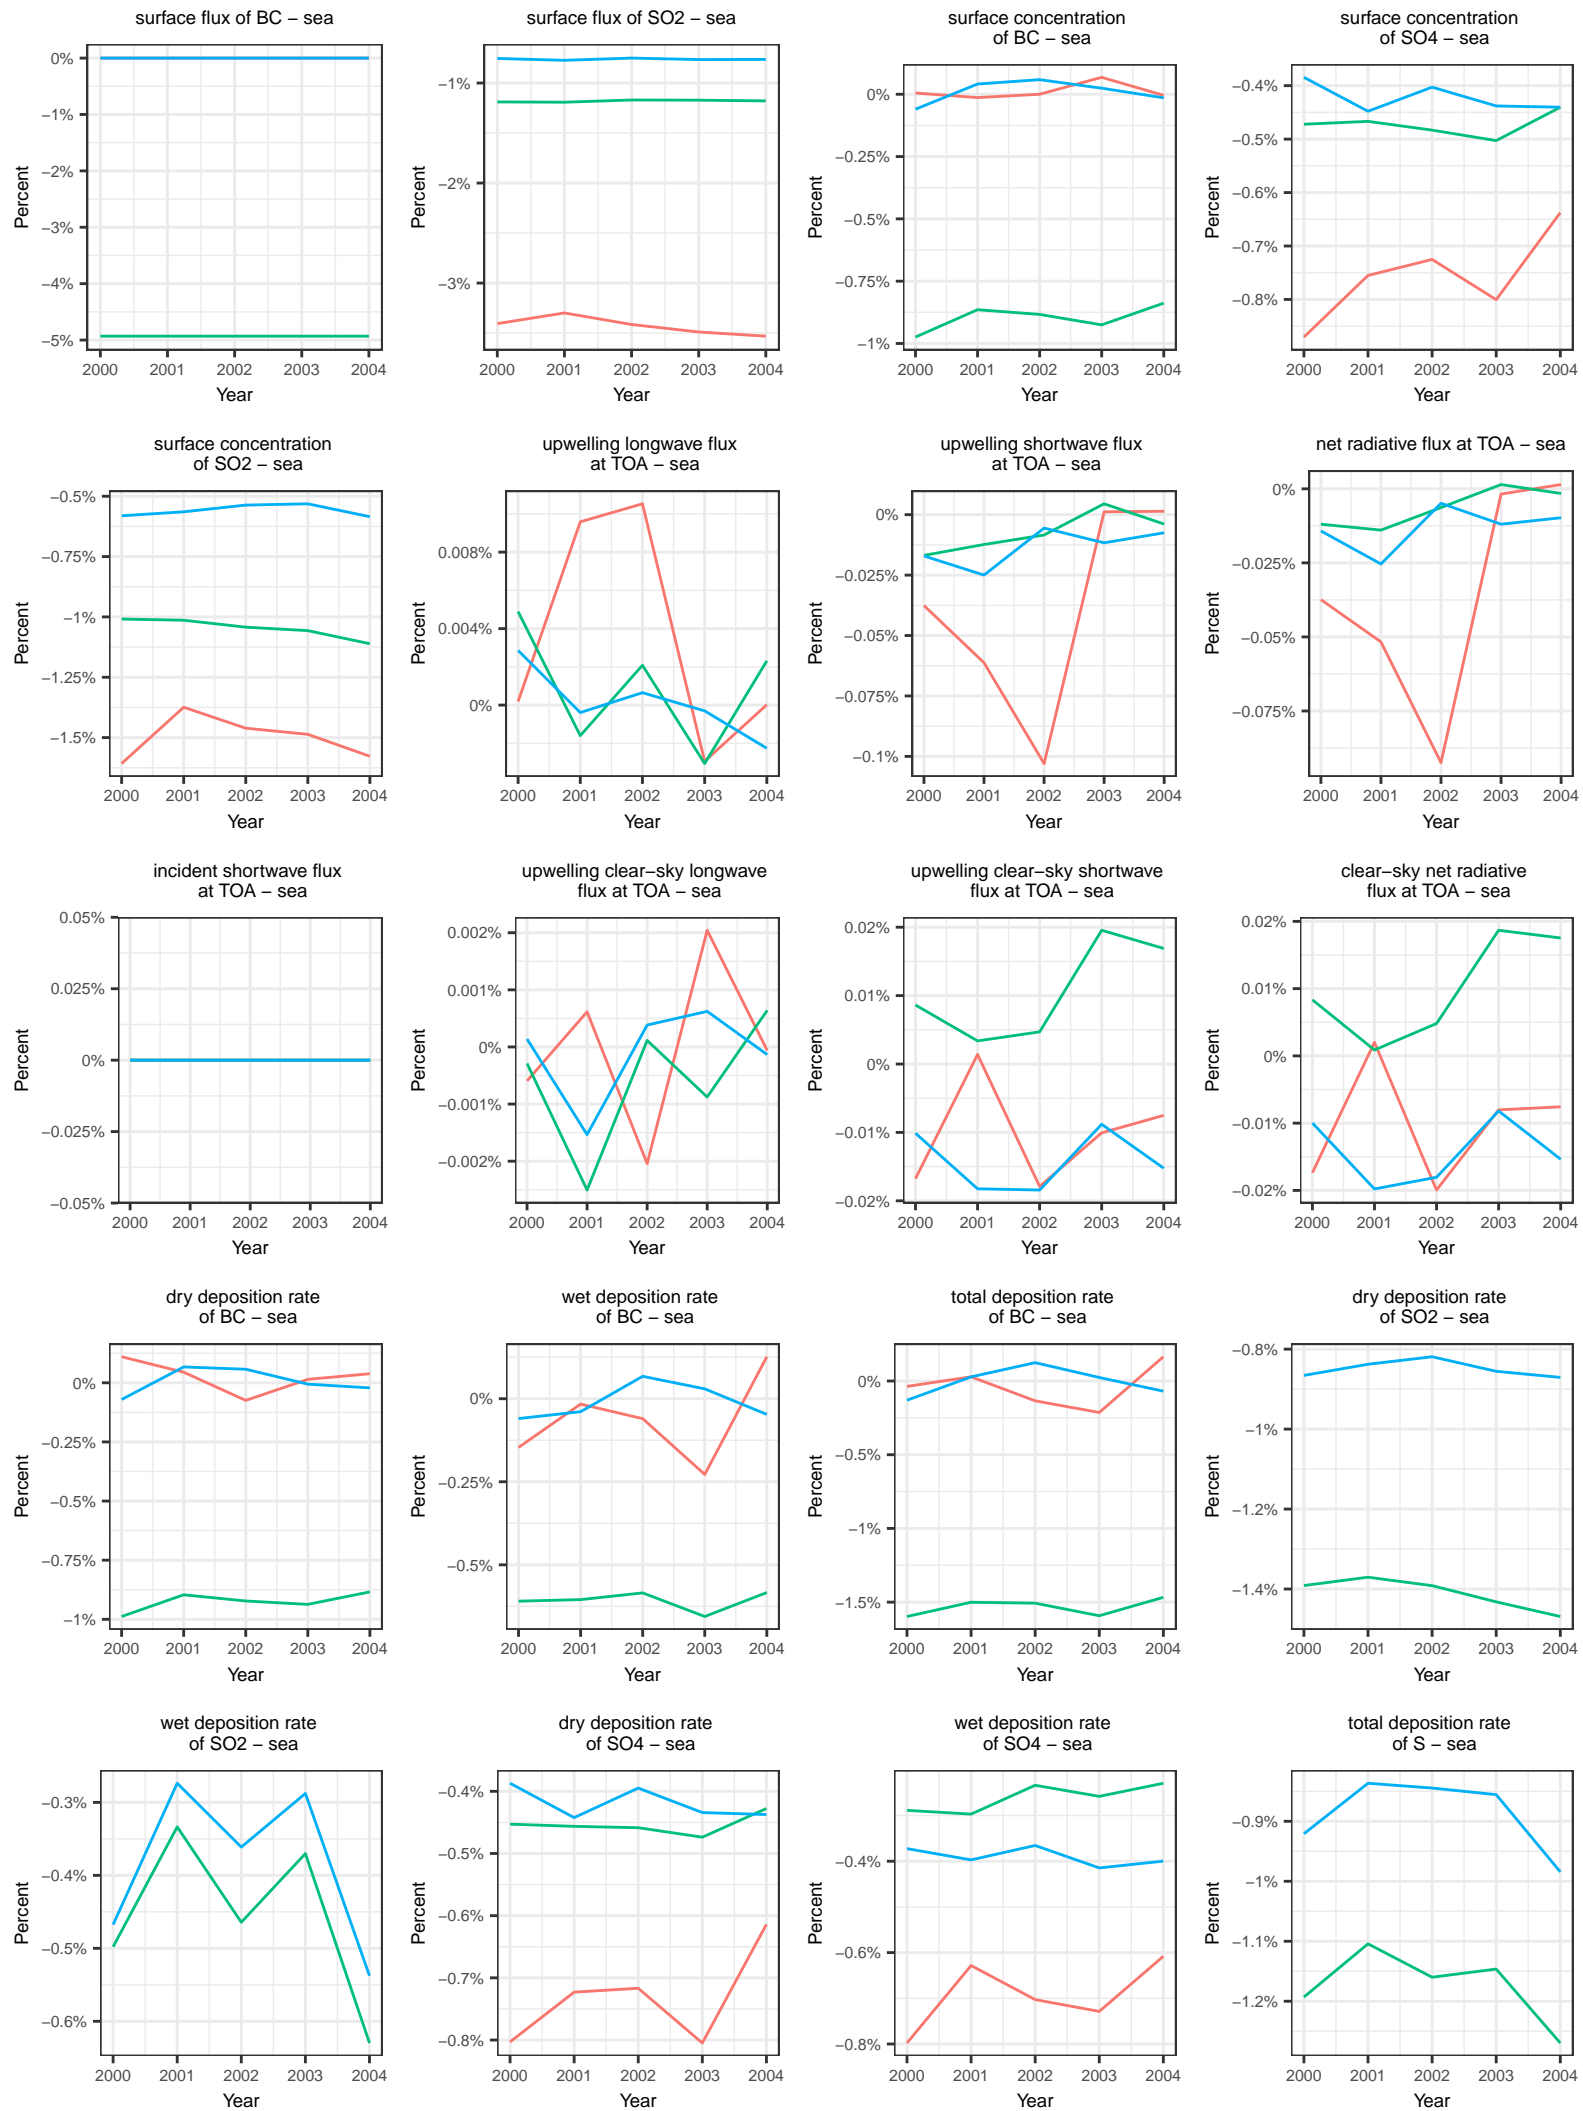 surface flux of BC − sea
0%
−1%
−2%
−3%
−4%
−5%
Percent
2000 2001 2002 2003 2004
Year
surface flux of SO2 − sea
−1%
−2%
−3%
Percent
2000 2001 2002 2003 2004
Year
surface concentration
of BC − sea
0%
−0.25%
−0.5%
−0.75%
−1%
Percent
2000 2001 2002 2003 2004
Year
surface concentration
of SO4 − sea
−0.4%
−0.5%
−0.6%
−0.7%
−0.8%
Percent
2000 2001 2002 2003 2004
Year
surface concentration
of SO2 − sea
−0.5%
−0.75%
−1%
−1.25%
−1.5%
Percent
2000 2001 2002 2003 2004
Year
upwelling longwave flux
at TOA − sea
0.008%
0.004%
0%
Percent
2000 2001 2002 2003 2004
Year
upwelling shortwave flux
at TOA − sea
0%
−0.025%
−0.05%
−0.075%
−0.1%
Percent
2000 2001 2002 2003 2004
Year
net radiative flux at TOA − sea
0%
−0.025%
−0.05%
−0.075%
Percent
2000 2001 2002 2003 2004
Year
incident shortwave flux
at TOA − sea
0.05%
0.025%
0%
−0.025%
−0.05%
Percent
2000 2001 2002 2003 2004
Year
upwelling clear−sky longwave
flux at TOA − sea
0.002%
0.001%
0%
−0.001%
−0.002%
Percent
2000 2001 2002 2003 2004
Year
upwelling clear−sky shortwave
flux at TOA − sea
0.02%
0.01%
0%
−0.01%
−0.02%
Percent
2000 2001 2002 2003 2004
Year
clear−sky net radiative
flux at TOA − sea
0.02%
0.01%
0%
−0.01%
−0.02%
Percent
2000 2001 2002 2003 2004
Year
dry deposition rate
of BC − sea
0%
−0.25%
−0.5%
−0.75%
−1%
Percent
2000 2001 2002 2003 2004
Year
wet deposition rate
of BC − sea
0%
−0.25%
−0.5%
Percent
2000 2001 2002 2003 2004
Year
total deposition rate
of BC − sea
0%
−0.5%
−1%
−1.5%
Percent
2000 2001 2002 2003 2004
Year
dry deposition rate
of SO2 − sea
−0.8%
−1%
−1.2%
−1.4%
Percent
2000 2001 2002 2003 2004
Year
wet deposition rate
of SO2 − sea
−0.3%
−0.4%
−0.5%
−0.6%
Percent
2000 2001 2002 2003 2004
Year
dry deposition rate
of SO4 − sea
−0.4%
−0.5%
−0.6%
−0.7%
−0.8%
Percent
2000 2001 2002 2003 2004
Year
wet deposition rate
of SO4 − sea
−0.4%
−0.6%
−0.8%
Percent
2000 2001 2002 2003 2004
Year
total deposition rate
of S − sea
−0.9%
−1%
−1.1%
−1.2%
Percent
2000 2001 2002 2003 2004
Year